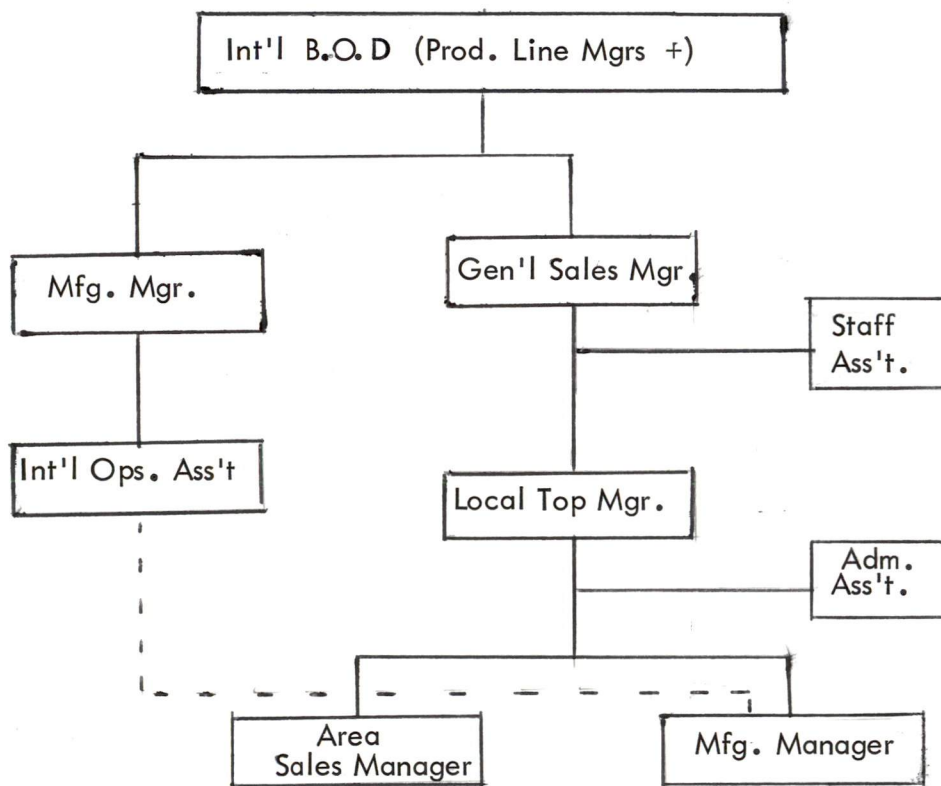 Int'l B.O.D (Prod. Line Mgrs +)
Mfg. Mgr.
Gen'l Sales Mgr.
Staff
Ass't.
Int'l Ops. Ass't
Local Top Mgr.
Adm.
Ass't.
Area
Sales Manager
Mfg. Manager